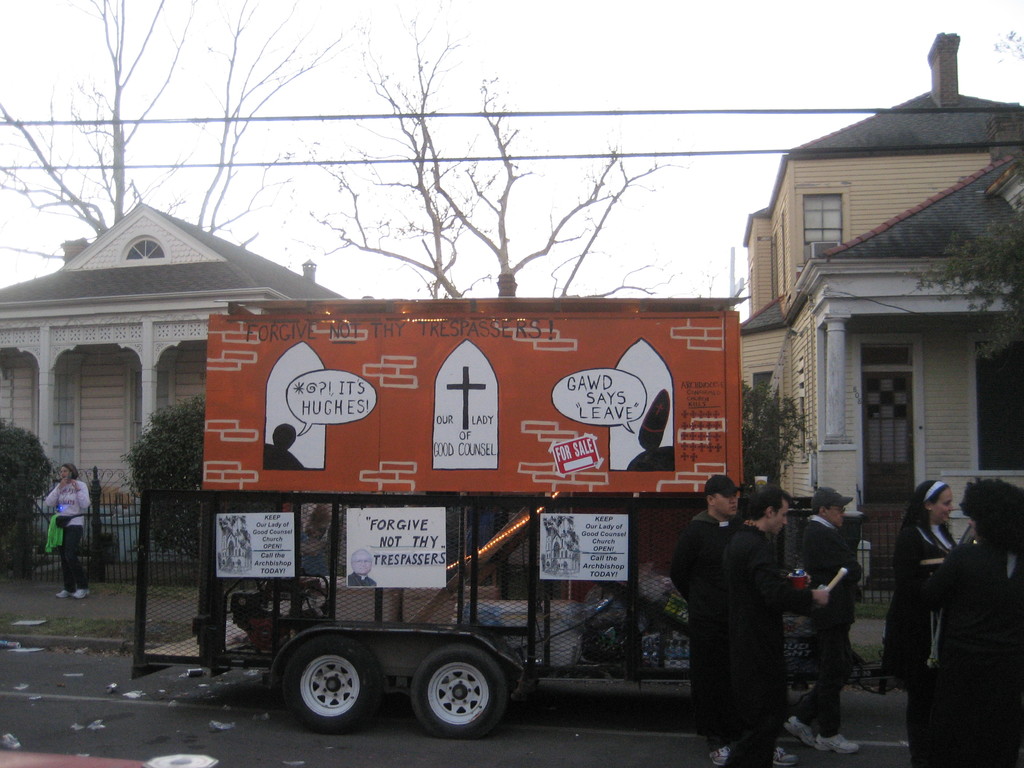 FORGIVE NOT THY TRESPASSERS!
*@?!, IT'S
HUGHES!
OUR LADY
OF
GOOD COUNSEL
GAWD
SAYS
"LEAVE"
FOR SALE
KEEP
Our Lady of
Good Counsel
Church
OPEN!
Call the
Archbishop
TODAY!
"FORGIVE
NOT THY
TRESPASSERS
KEEP
Our Lady of
Good Counsel
Church
OPEN!
Call the
Archbishop
TODAY!